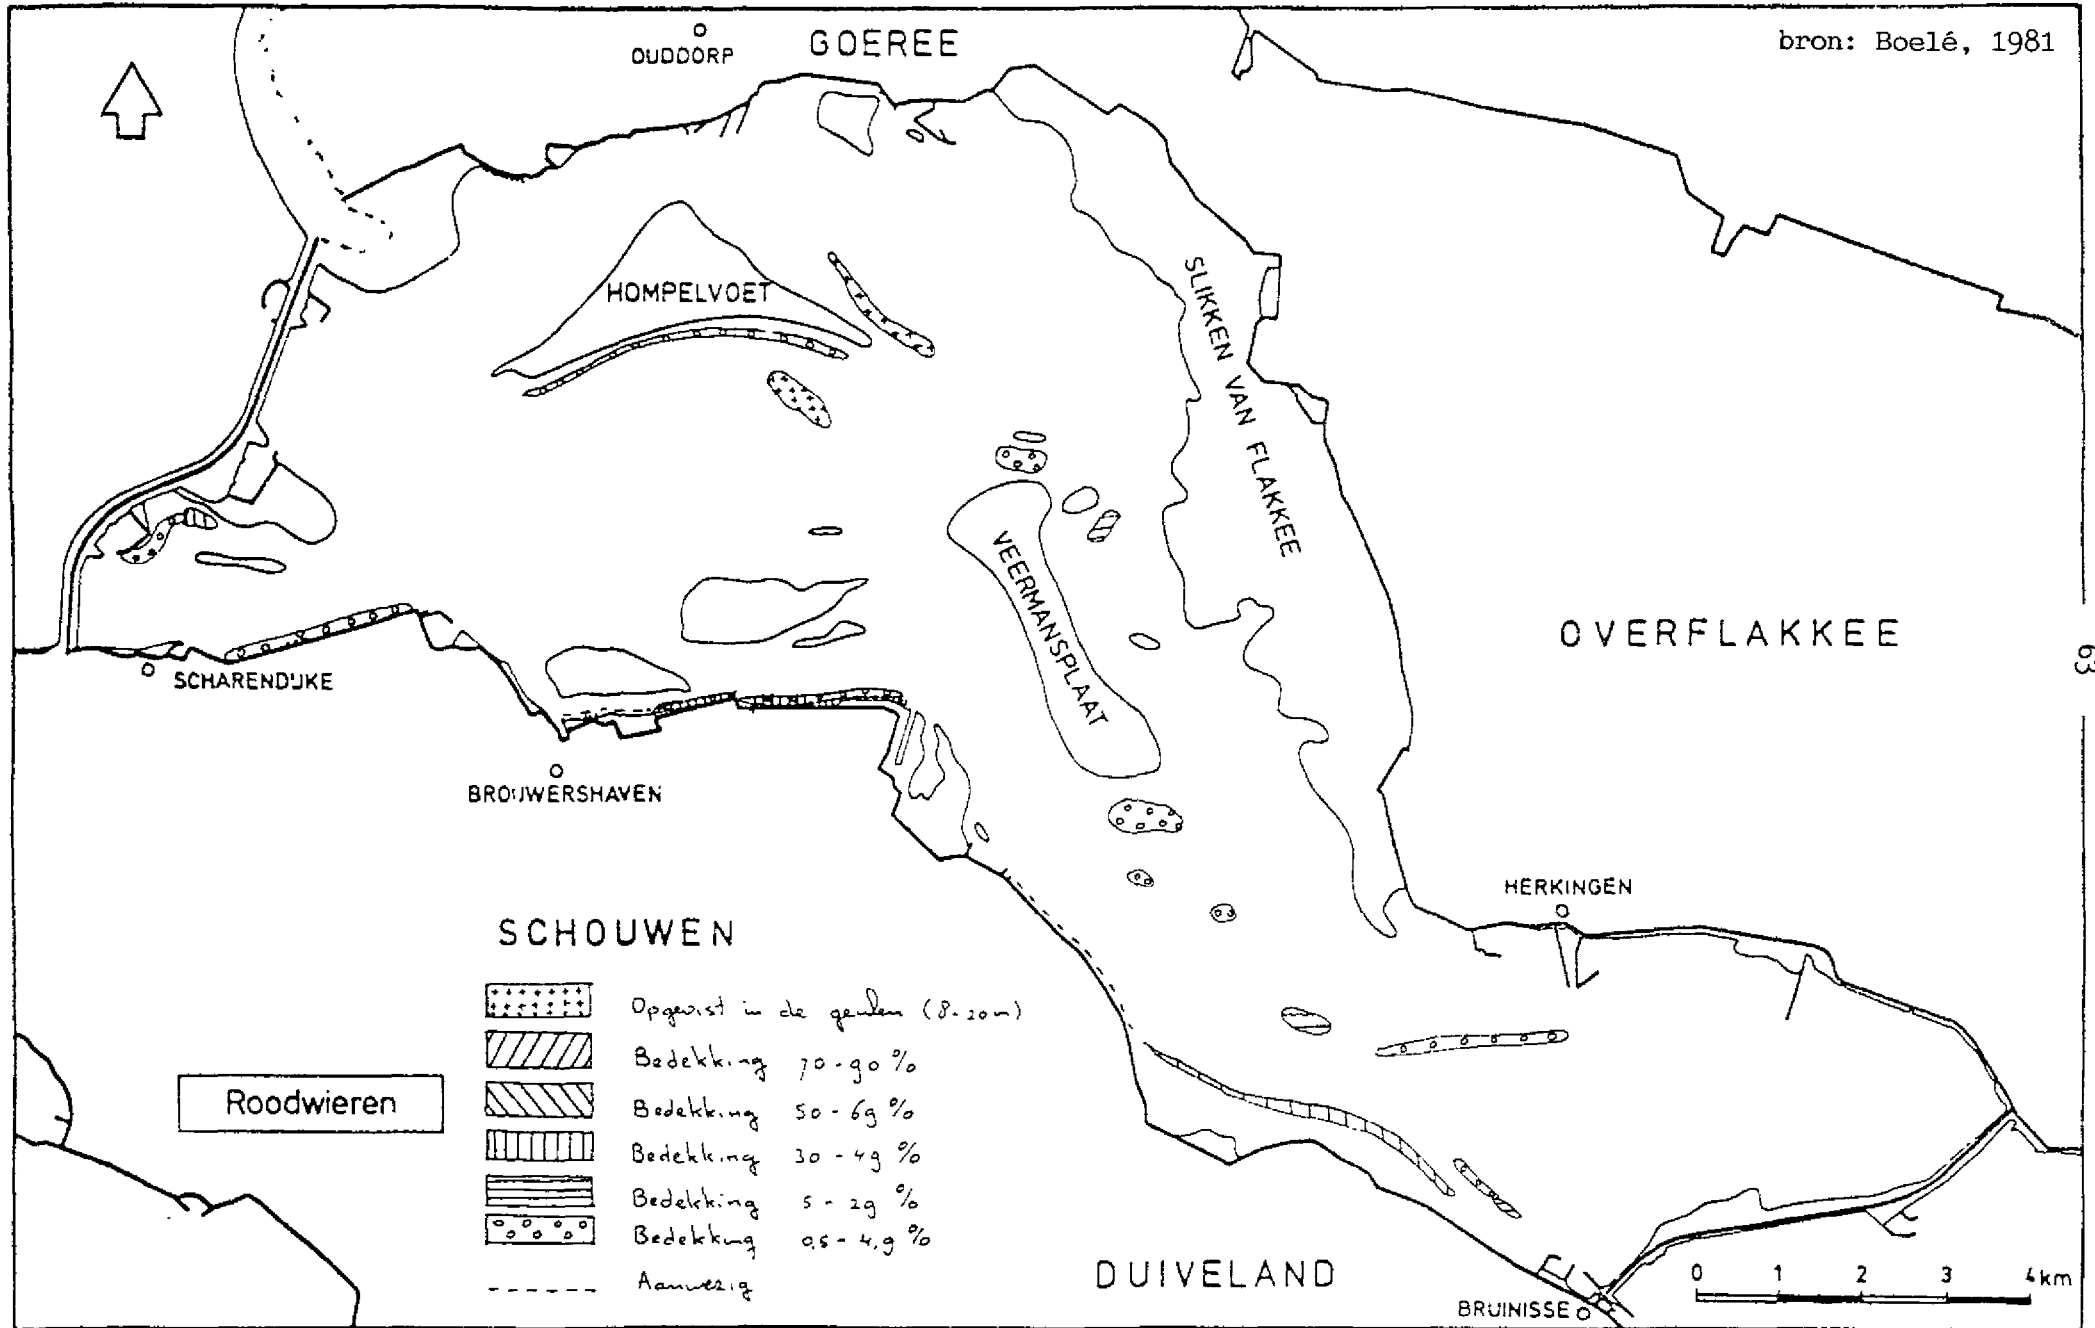 bron: Boelé, 1981
OUDDORP
GOEREE
HOMPELVOET
SLIKKEN VAN FLAKKEE
VEERMANSPLAAT
OVERFLAKKEE
63
SCHARENDIJKE
BROUWERSHAVEN
HERKINGEN
SCHOUWEN
Opgevist in de geulen (8-20m)
Bedekking 70-90 %
Bedekking 50-69 %
Bedekking 30-49 %
Bedekking 5-29 %
Bedekking 0,5-4,9 %
Aanwezig
Roodwieren
DUIVELAND
BRUINISSE
0 1 2 3 4 km